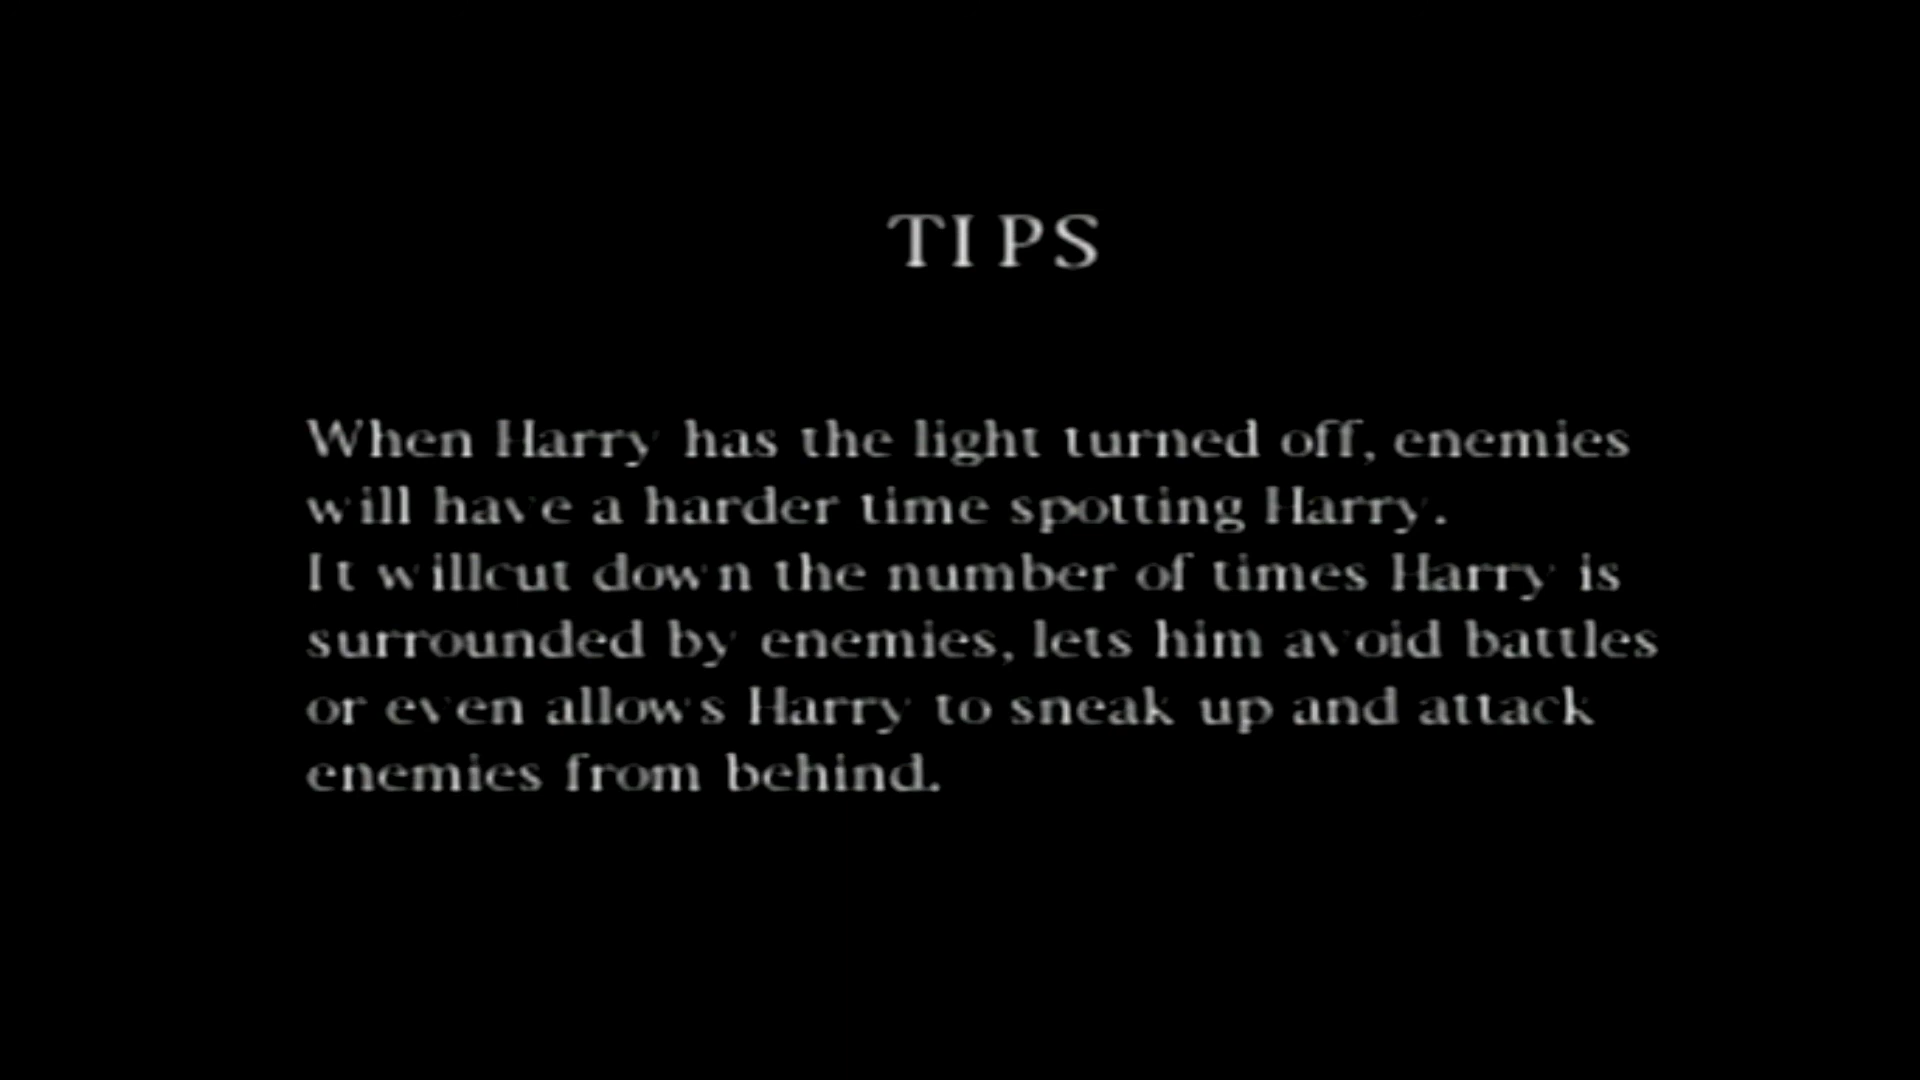 TIPS
When Harry has the light turned off, enemies
will have a harder time spotting Harry.
It willcut down the number of times Harry is
surrounded by enemies, lets him avoid battles
or even allows Harry to sneak up and attack
enemies from behind.